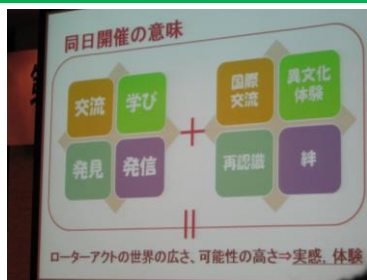 同日開催の意味
交流
学び
発見
発信
+
国際
交流
異文化
体験
再認識
絆
=
ローターアクトの世界の広さ、可能性の高さ⇒実感、体験